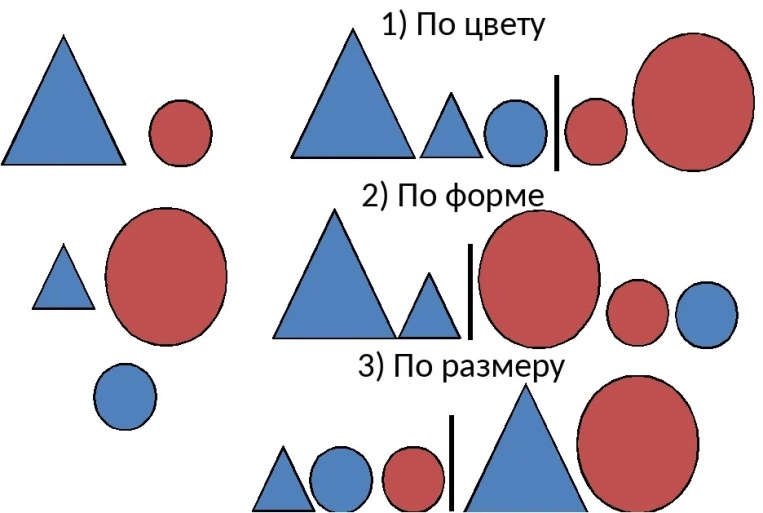 1) По цвету
2) По форме
3) По размеру